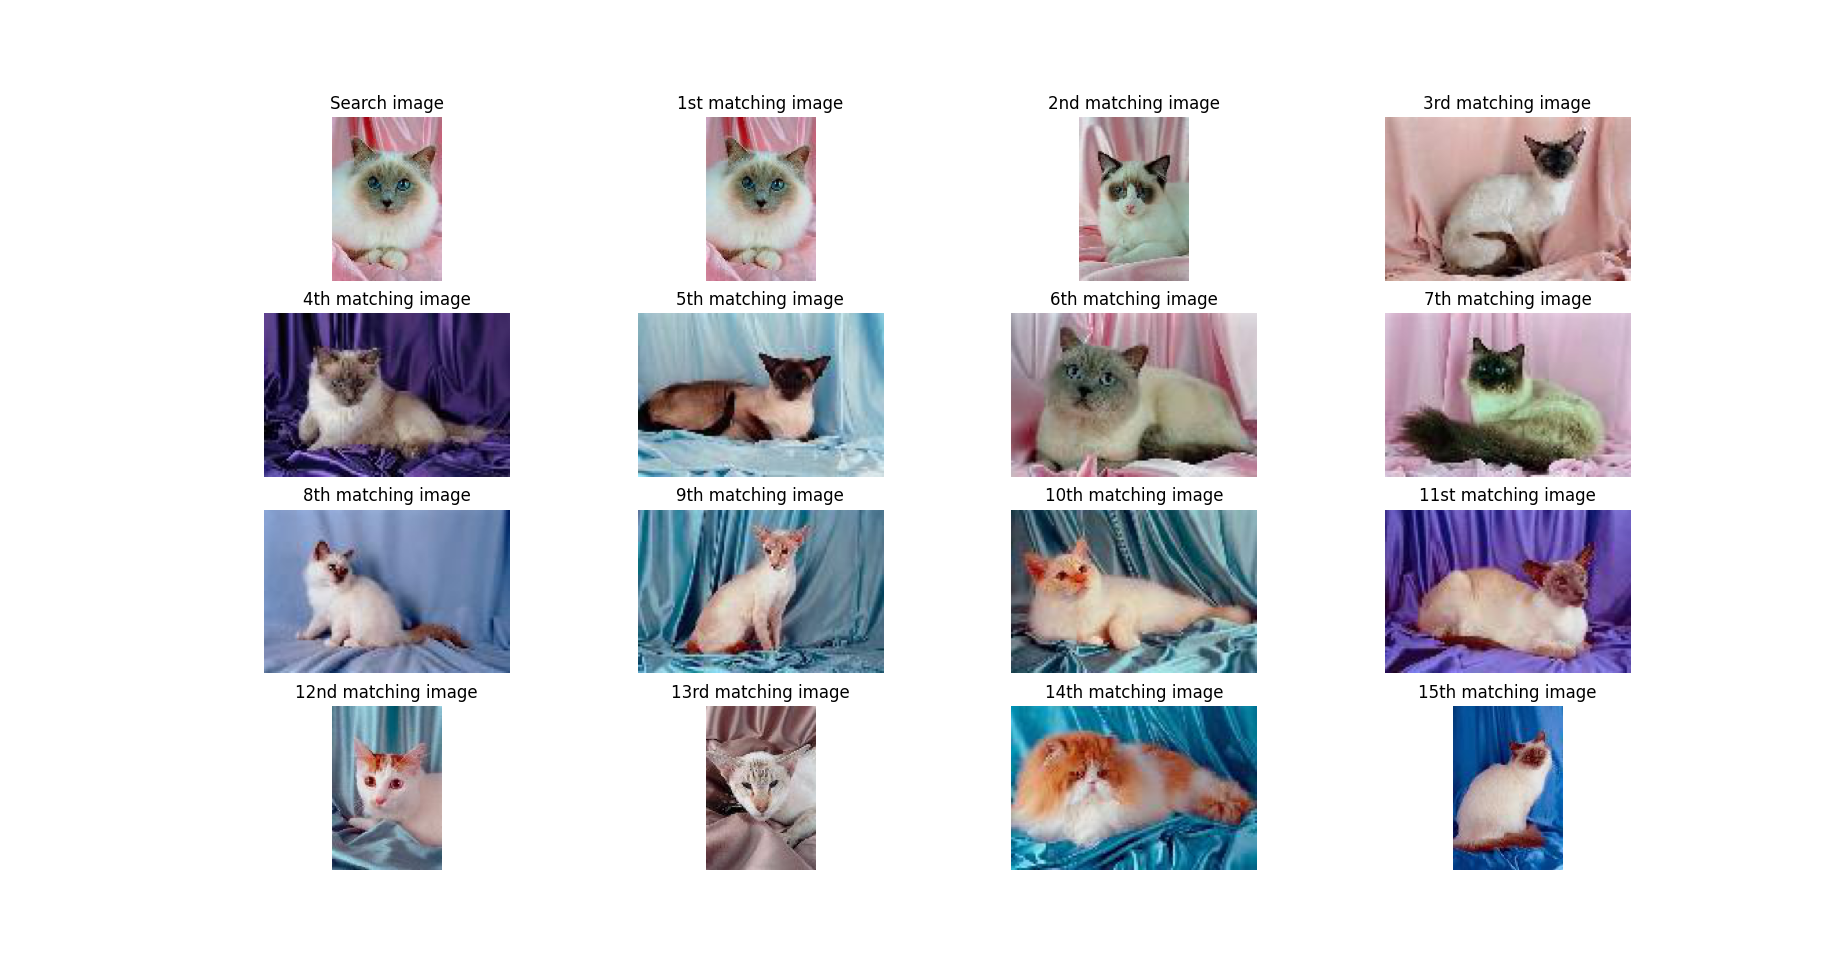 Search image
1st matching image
2nd matching image
3rd matching image
4th matching image
5th matching image
6th matching image
7th matching image
8th matching image
9th matching image
10th matching image
11st matching image
12nd matching image
13rd matching image
14th matching image
15th matching image